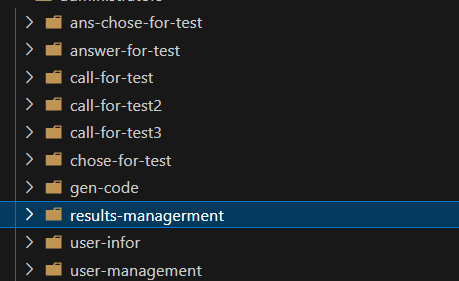 administrators
ans-chose-for-test
answer-for-test
call-for-test
call-for-test2
call-for-test3
chose-for-test
gen-code
results-managerment
user-infor
user-management